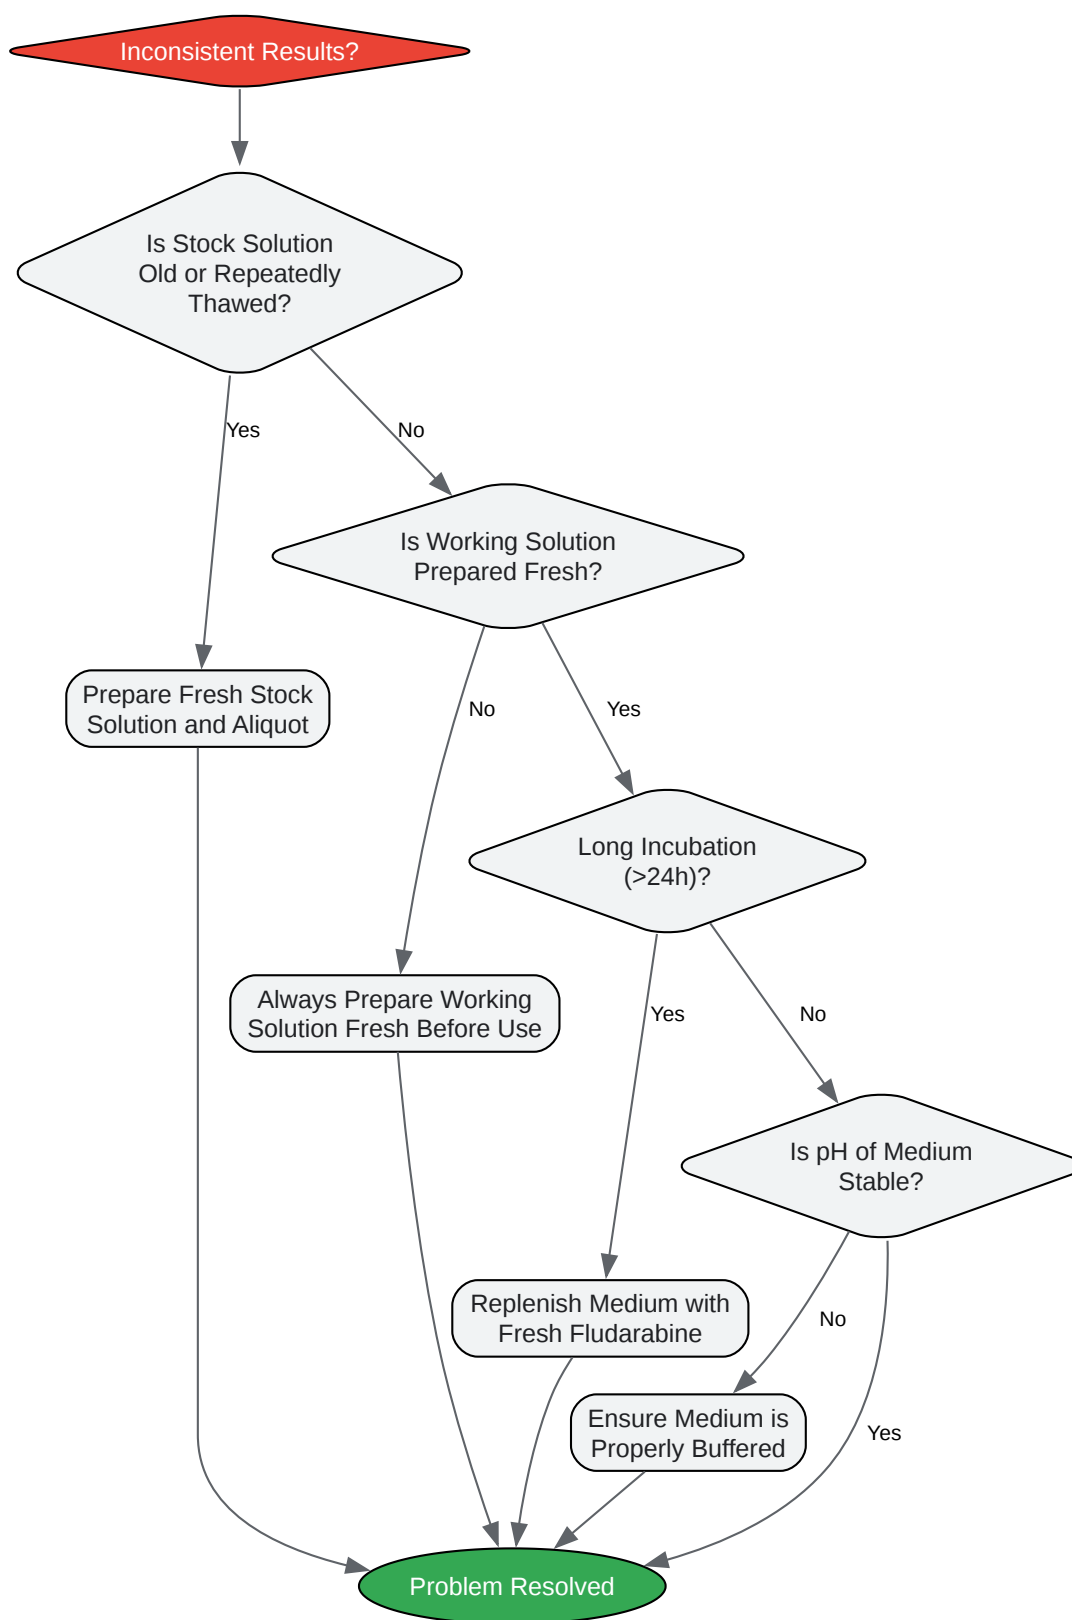 Inconsistent Results?
Is Stock Solution
Old or Repeatedly
Thawed?
Yes
No
Is Working Solution
Prepared Fresh?
Prepare Fresh Stock
Solution and Aliquot
No
Yes
Long Incubation
(>24h)?
Always Prepare Working
Solution Fresh Before Use
Yes
No
Is pH of Medium
Stable?
Replenish Medium with
Fresh Fludarabine
No
Ensure Medium is
Properly Buffered
Yes
Problem Resolved